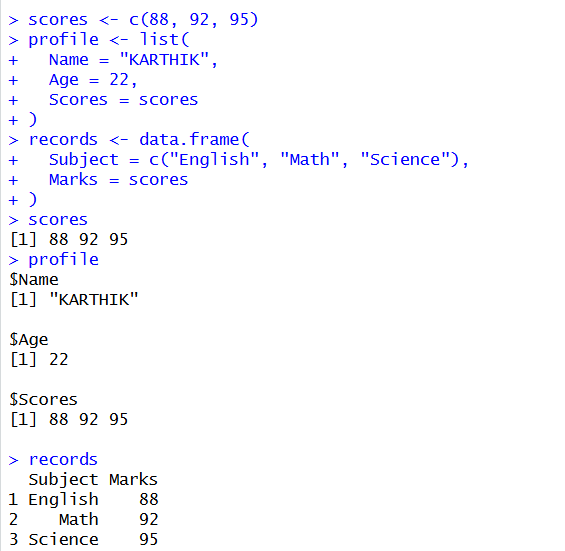 > scores <- c(88, 92, 95)
> profile <- list(
+   Name = "KARTHIK",
+   Age = 22,
+   Scores = scores
+ )
> records <- data.frame(
+   Subject = c("English", "Math", "Science"),
+   Marks = scores
+ )
> scores
[1] 88 92 95
> profile
$Name
[1] "KARTHIK"

$Age
[1] 22

$Scores
[1] 88 92 95

> records
  Subject Marks
1 English    88
2    Math    92
3 Science    95